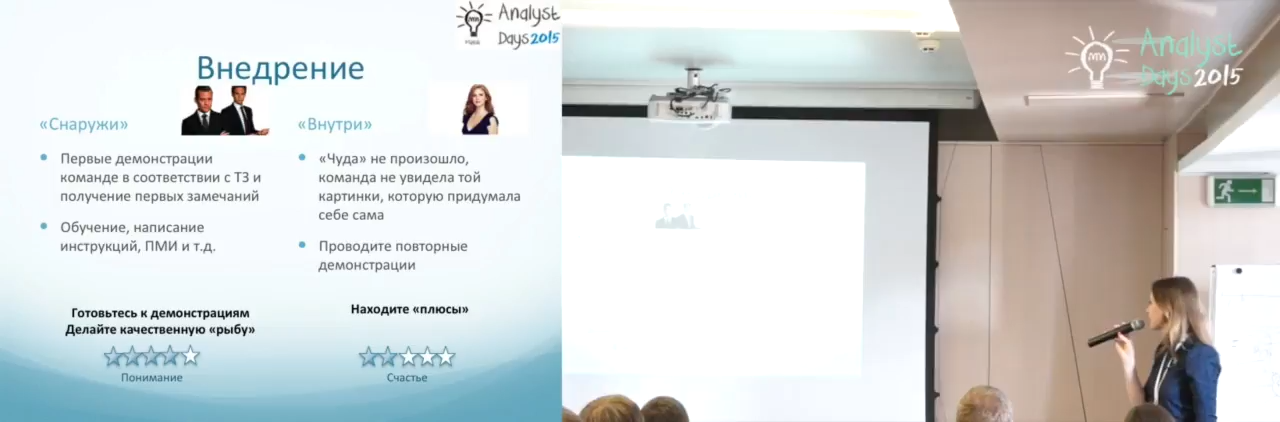 Analyst
Days 2015
Внедрение
«Снаружи»
Первые демонстрации
команде в соответствии с ТЗ и
получение первых замечаний
Обучение, написание
инструкций, ПМИ и т.д.
Готовьтесь к демонстрациям
Делайте качественную «рыбу»
Понимание
«Внутри»
«Чуда» не произошло,
команда не увидела той
картинки, которую придумала
себе сама
Проводите повторные
демонстрации
Находите «плюсы»
Счастье
Analyst
Days 2015